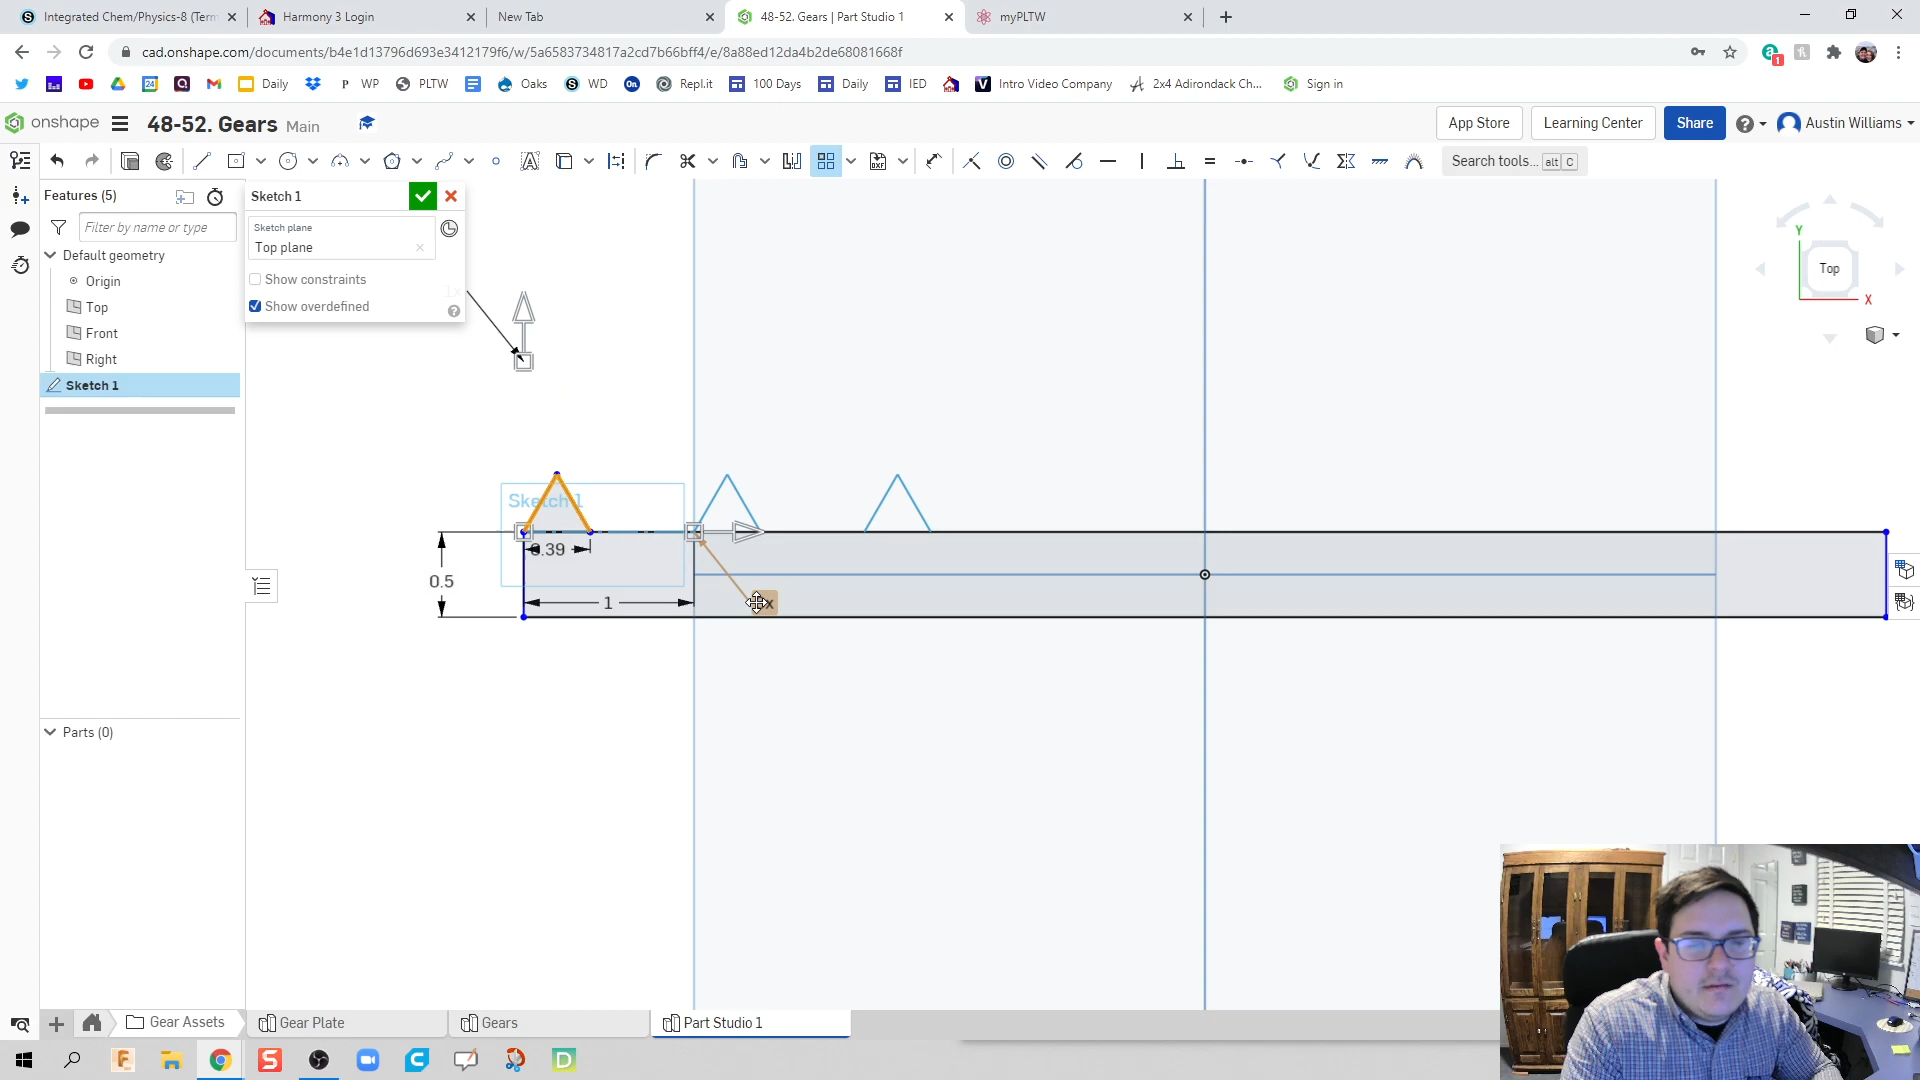 Integrated Chem/Physics-8 (Term
Harmony 3 Login
New Tab
48-52. Gears | Part Studio 1
myPLTW
cad.onshape.com/documents/b4e1d13796d693e3412179f6/w/5a6583734817a2cd7b66bff4/e/8a88ed12da4b2de68081668f
Daily
WP
PLTW
Oaks
WD
Repl.it
100 Days
Daily
IED
Intro Video Company
2x4 Adirondack Ch...
Sign in
onshape
48-52. Gears Main
App Store
Learning Center
Share
Austin Williams
Search tools... alt C
Features (5)
Filter by name or type
Default geometry
Origin
Top
Front
Right
Sketch 1
Parts (0)
Sketch 1
Sketch plane
Top plane
Show constraints
Show overdefined
Y
Top
X
Sketch 1
0.5
1
Gear Assets
Gear Plate
Gears
Part Studio 1